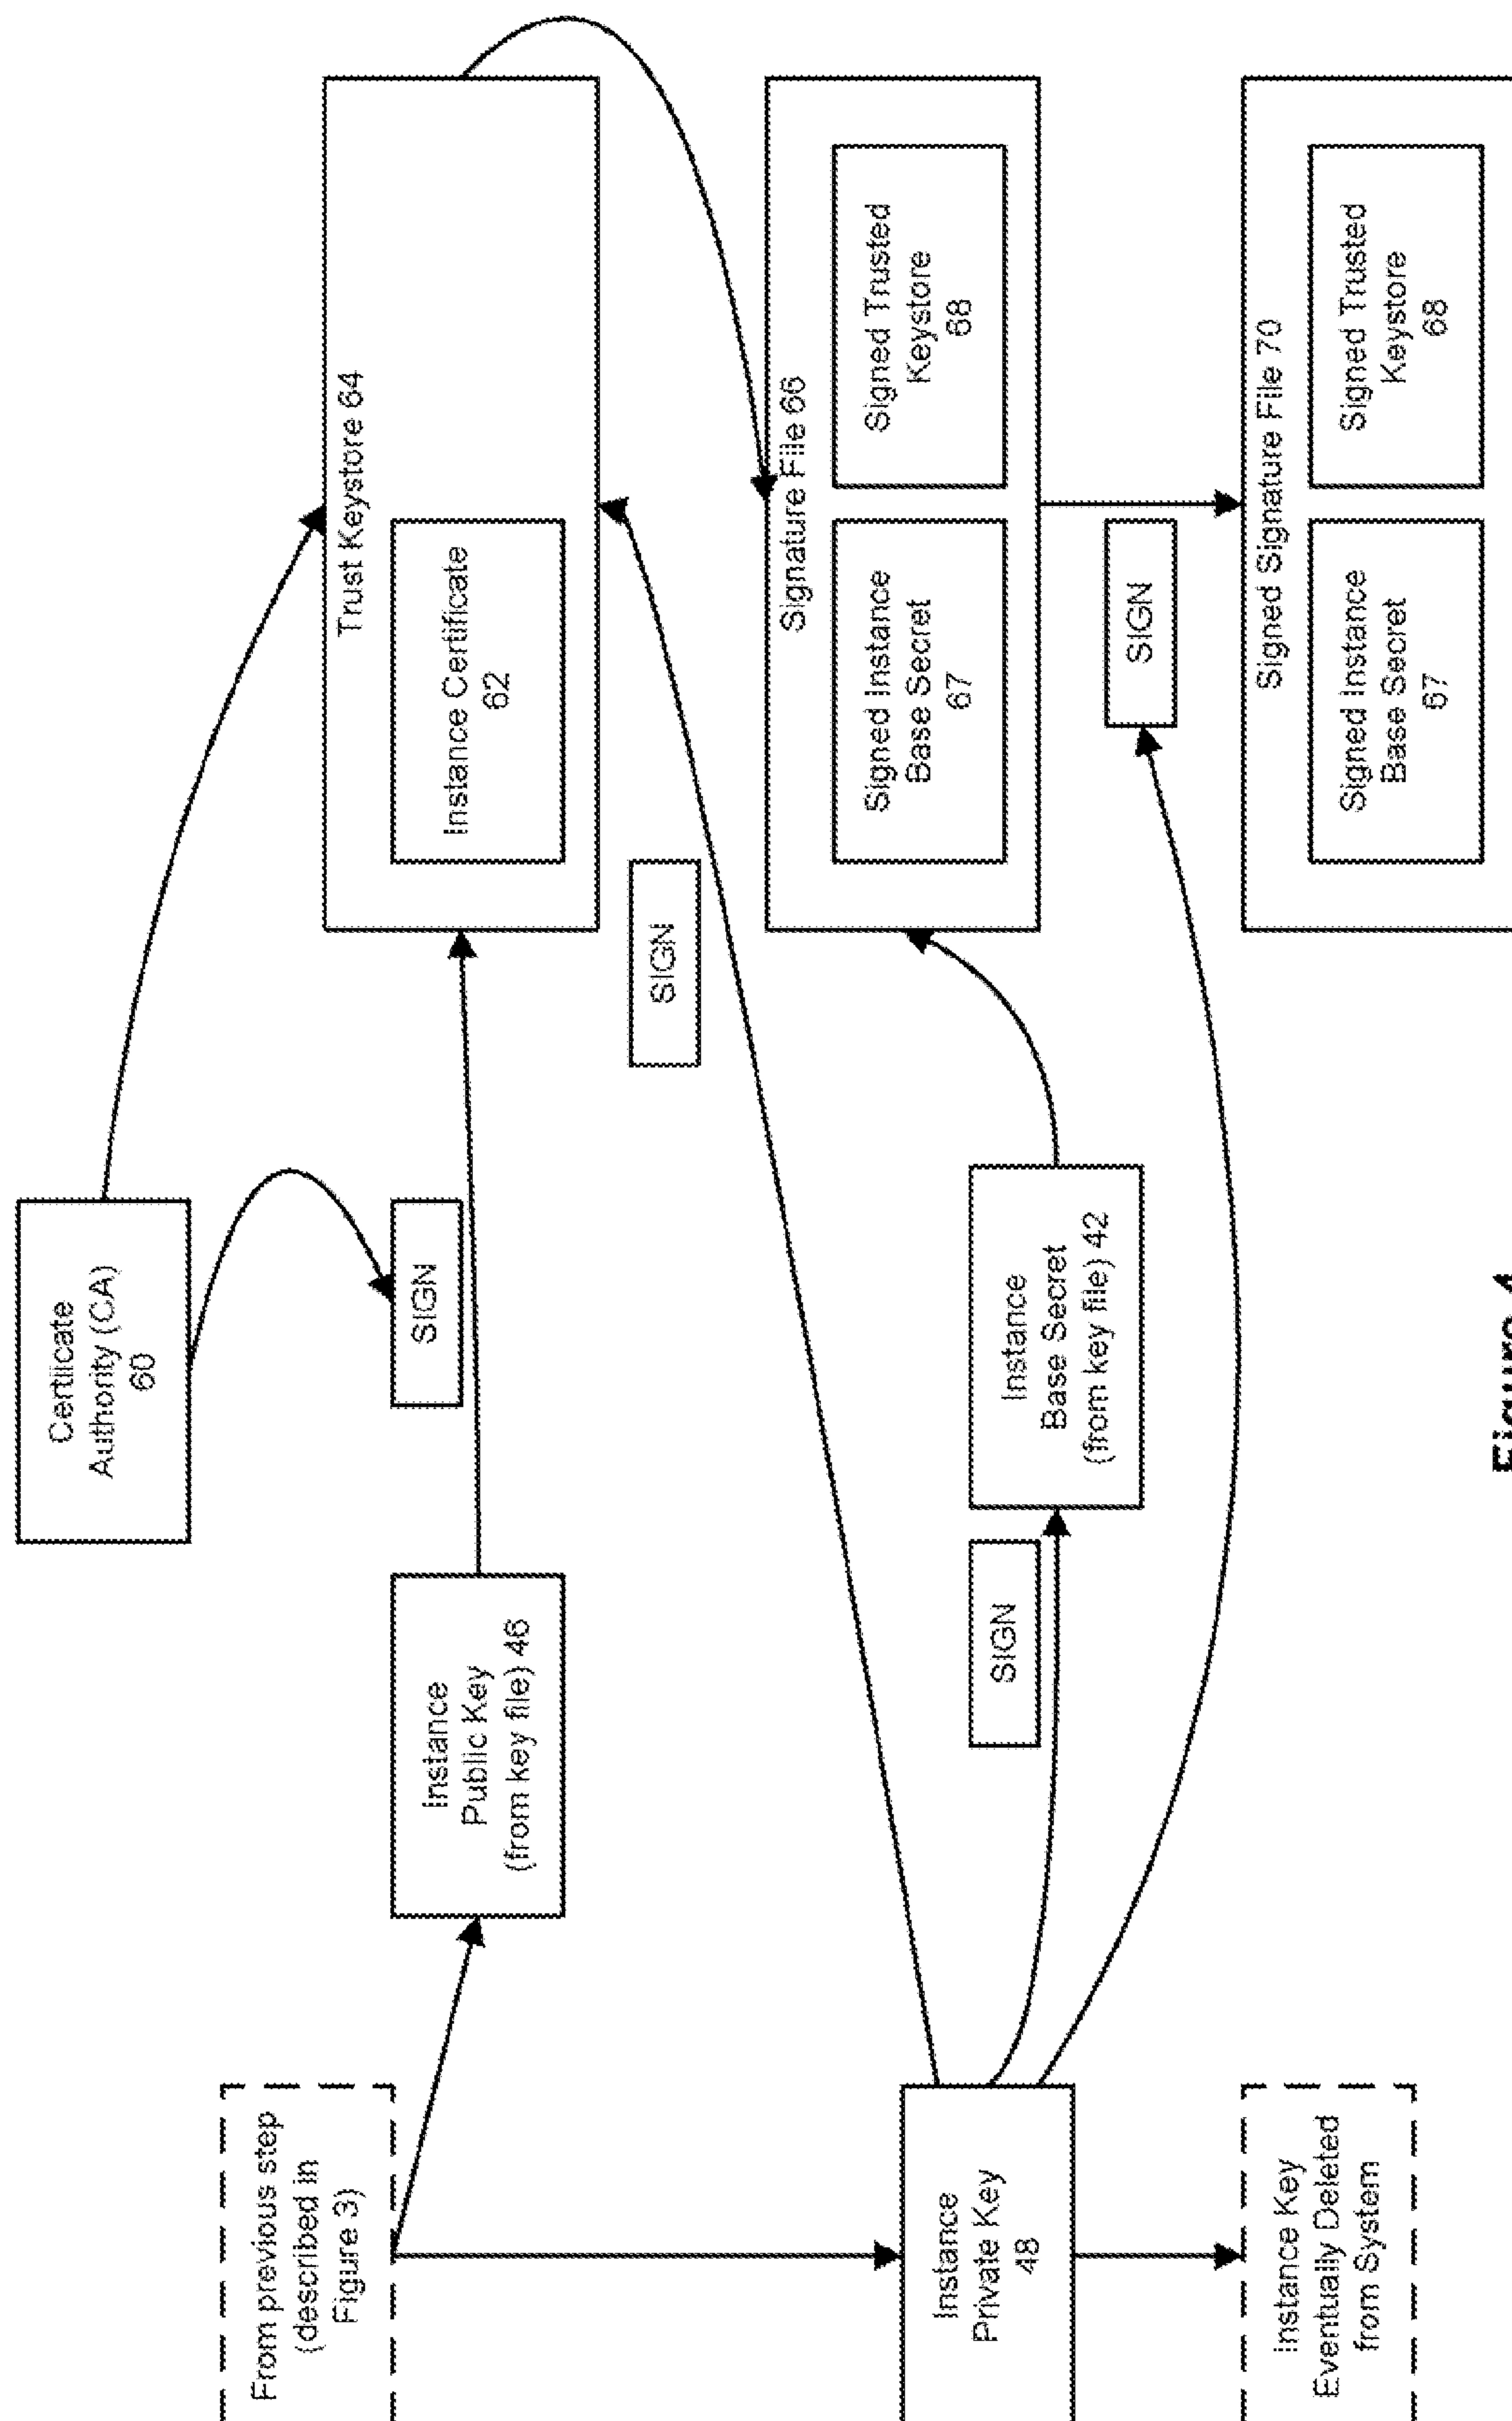 Certiicate
Authority (CA)
60
From previous step
(described in
Figure 3)
Instance
Public Key
(from key file) 46
SIGN
Trust Keystore 64
Instance Certificate
62
SIGN
Signature File 66
Signed Instance
Base Secret
67
Signed Trusted
Keystore
68
Instance
Private Key
48
SIGN
Instance
Base Secret
(from key file) 42
SIGN
Instance Key
Eventually Deleted
from System
Signed Signature File 70
Signed Instance
Base Secret
67
Signed Trusted
Keystore
68
Figure 4